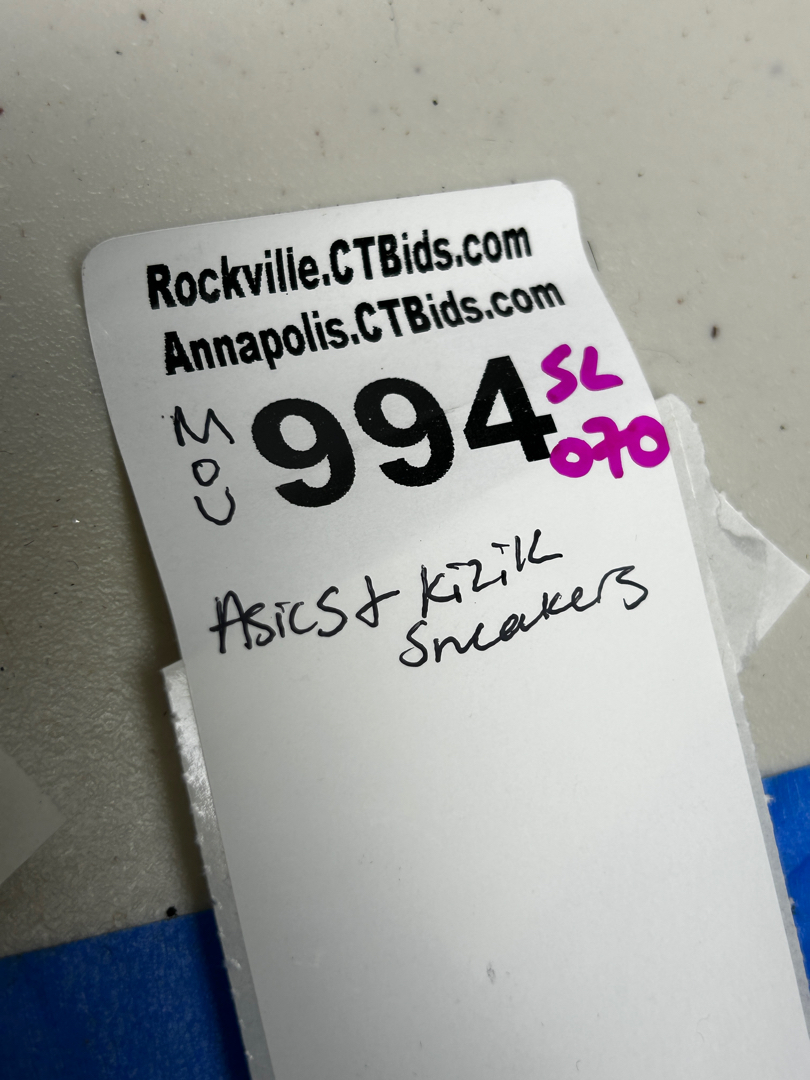 Rockville.CTBids.com
Annapolis.CTBids.com
MOU
994
SL
070
Asics & Kizik
Sneakers